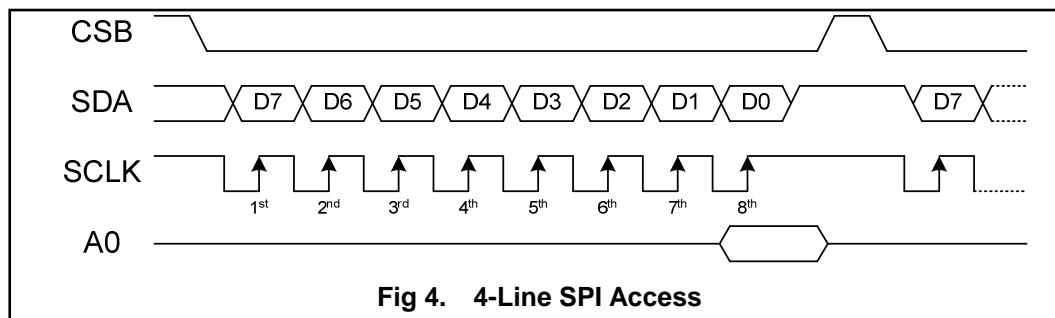 CSB
SDA D7 D6 D5 D4 D3 D2 D1 D0 D7
SCLK
1st 2nd 3rd 4th 5th 6th 7th 8th
A0
Fig 4. 4-Line SPI Access